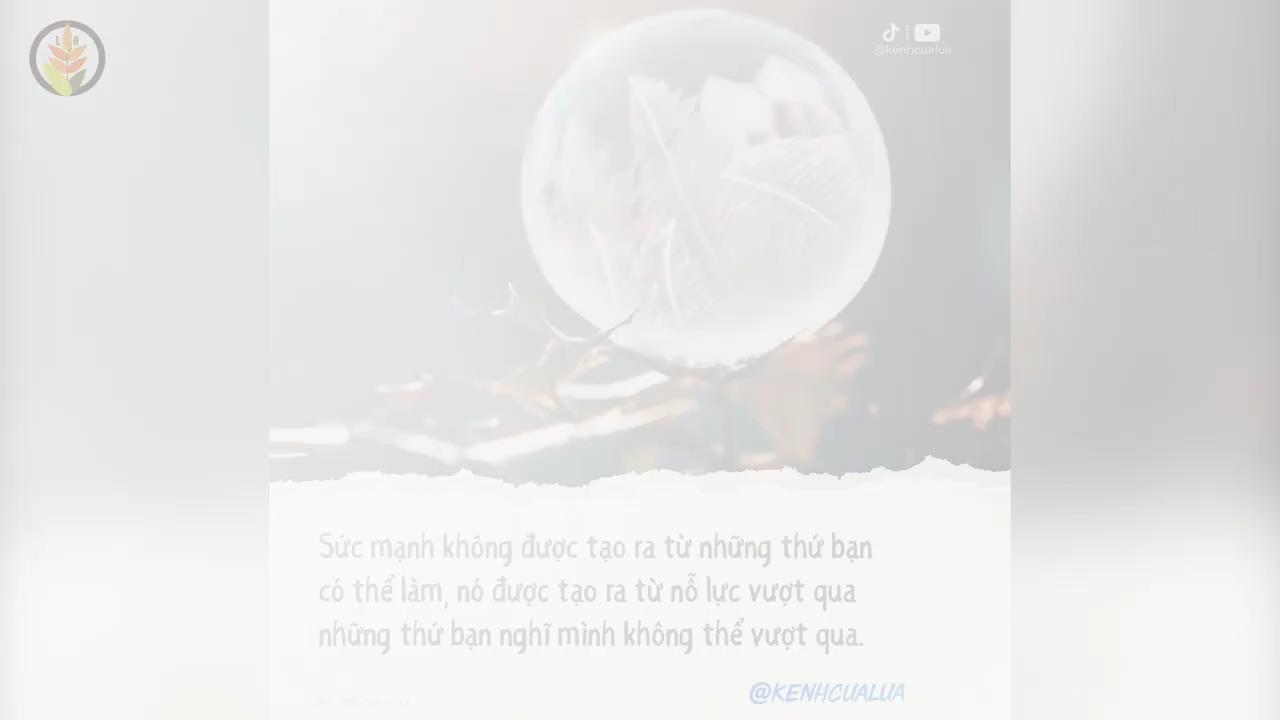 L A
@kenhcualua
Sức mạnh không được tạo ra từ những thứ bạn
có thể làm, nó được tạo ra từ nỗ lực vượt qua
những thứ bạn nghĩ mình không thể vượt qua.
@KENHCUALUA